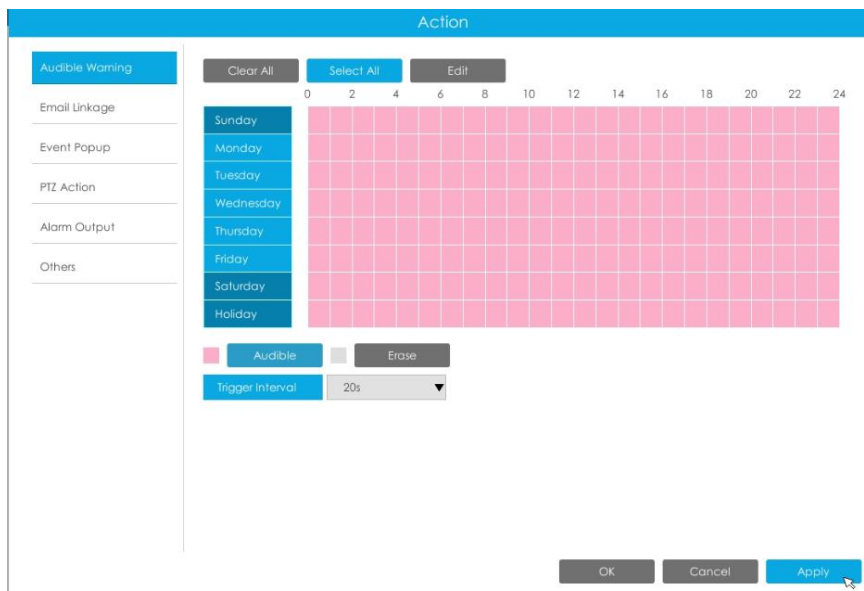 Action
Audible Warning
Email Linkage
Event Popup
PTZ Action
Alarm Output
Others
Clear All Select All Edit
0 2 4 6 8 10 12 14 16 18 20 22 24
Sunday
Monday
Tuesday
Wednesday
Thursday
Friday
Saturday
Holiday
Audible Erase
Trigger Interval 20s
OK Cancel Apply